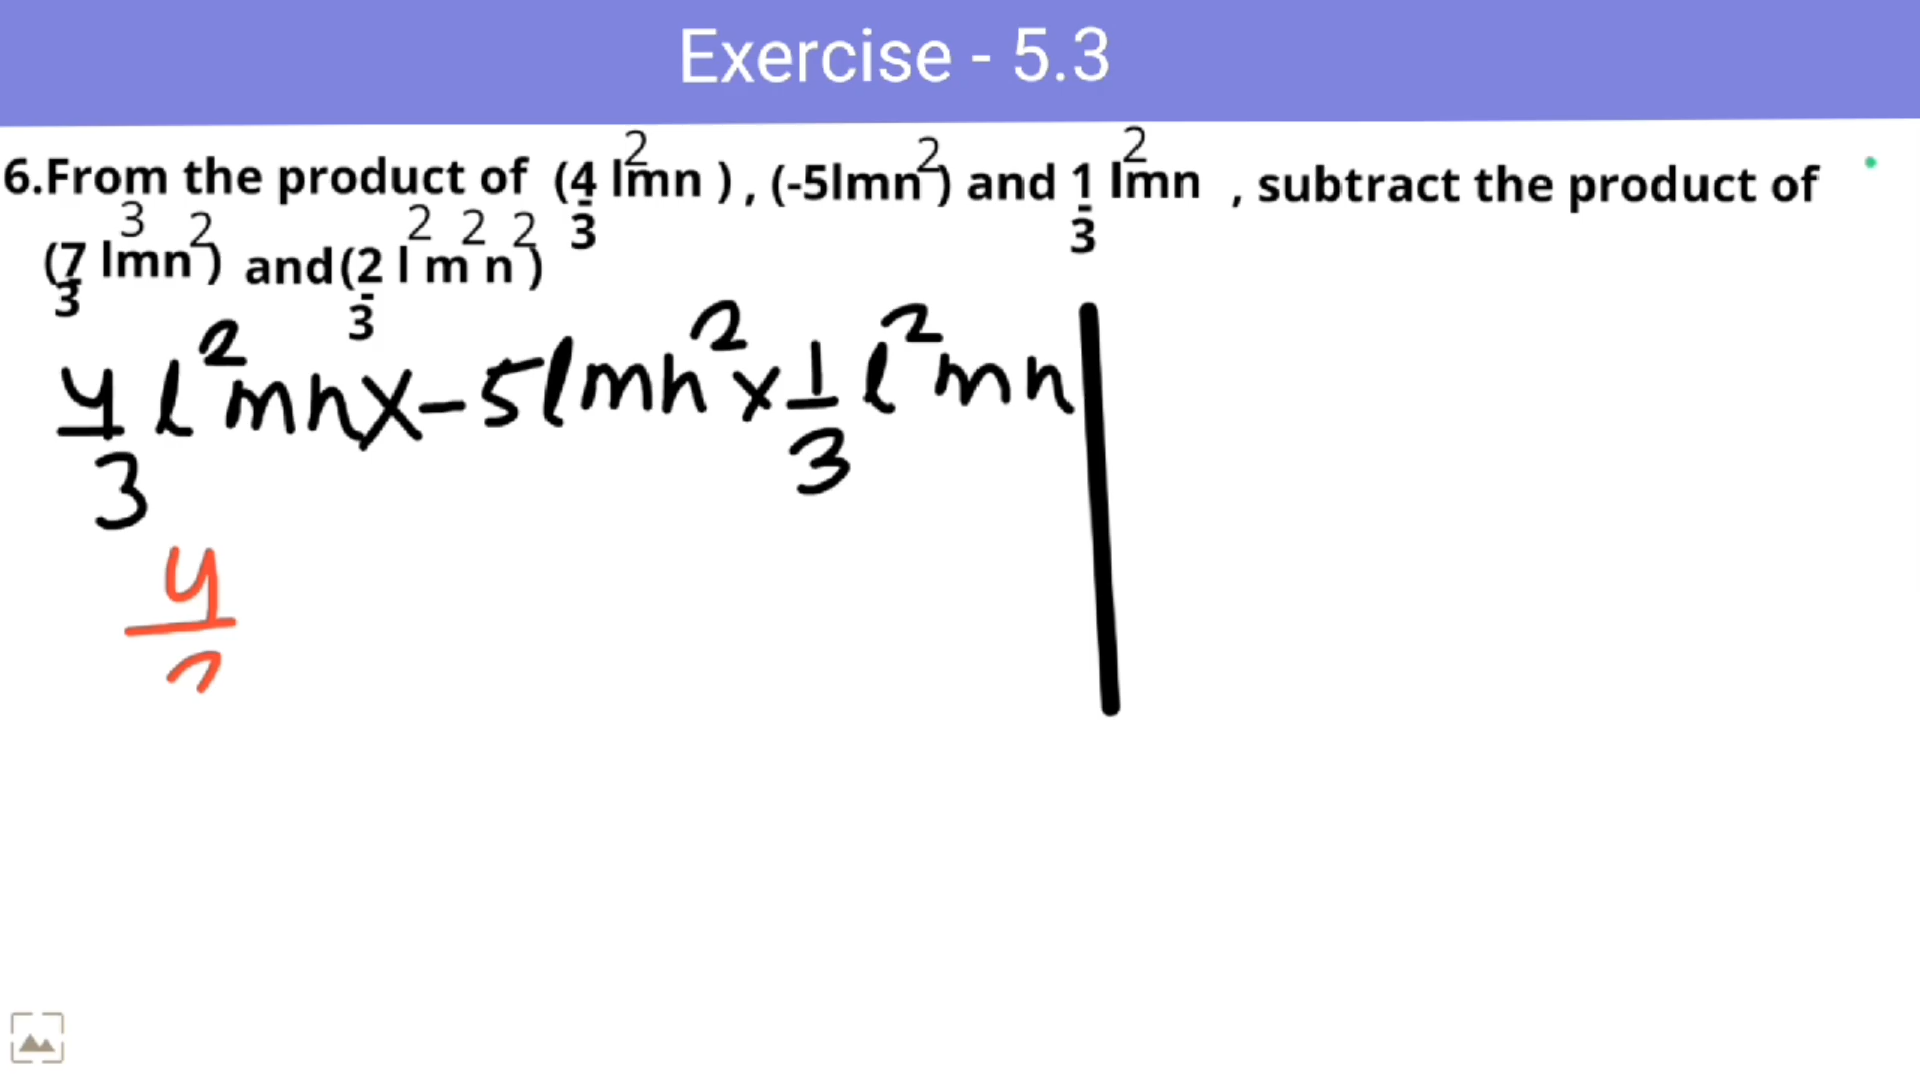 Exercise - 5.3
6.From the product of (4/3 l²mn ) , (-5lmn²) and 1/3 l²mn , subtract the product of
(7/3 l³mn²) and (2/3 l²m²n²)
4/3 l²mn x -5lmn² x 1/3 l²mn
4